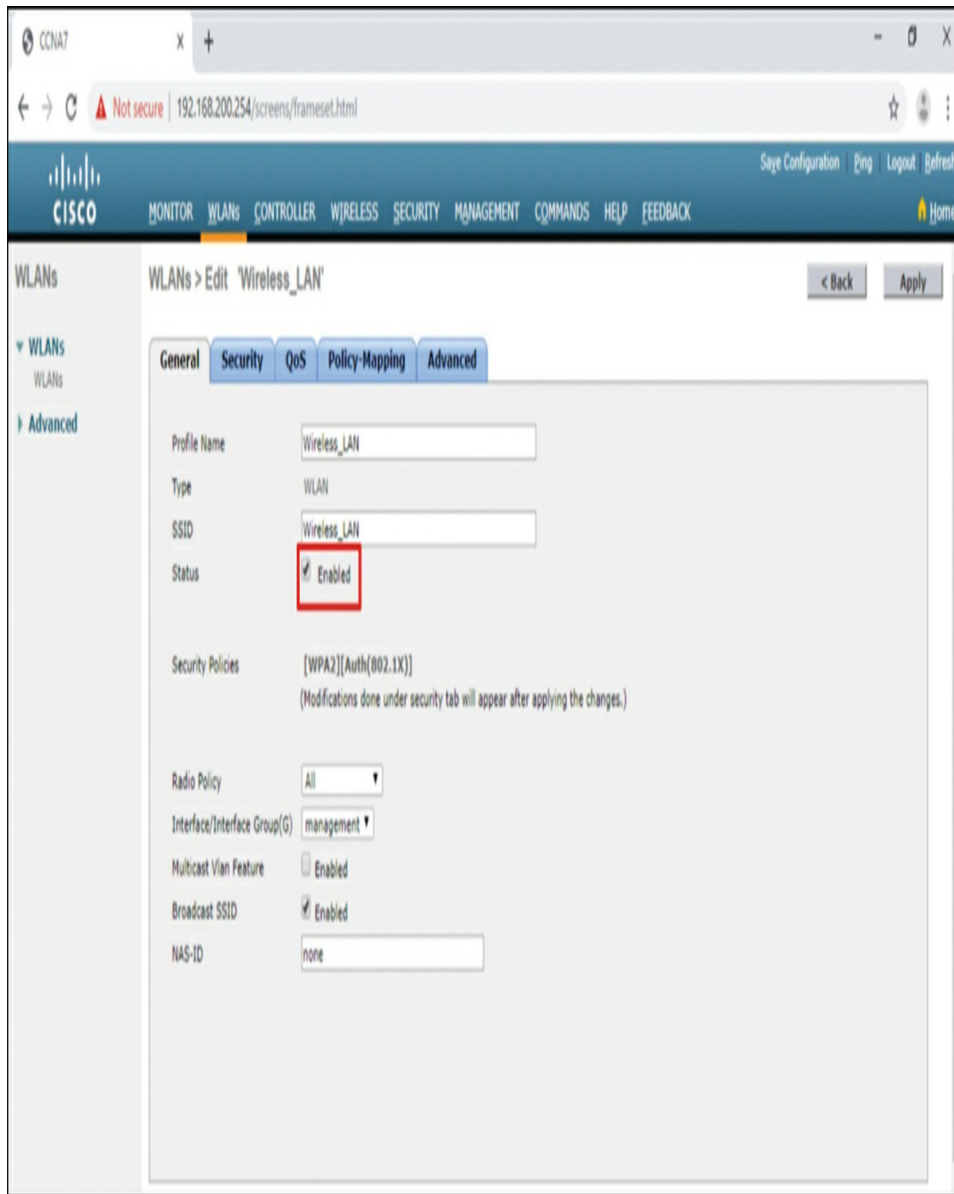 CCNA7
Not secure | 192.168.200.254/screens/frameset.html
Save Configuration | Ping | Logout | Refresh
CISCO
MONITOR WLANs CONTROLLER WIRELESS SECURITY MANAGEMENT COMMANDS HELP FEEDBACK
Home
WLANs
WLANs > Edit 'Wireless_LAN'
< Back
Apply
WLANs
WLANs
Advanced
General Security QoS Policy-Mapping Advanced
Profile Name Wireless_LAN
Type WLAN
SSID Wireless_LAN
Status Enabled
Security Policies [WPA2][Auth(802.1X)]
(Modifications done under security tab will appear after applying the changes.)
Radio Policy All
Interface/Interface Group(G) management
Multicast Vlan Feature Enabled
Broadcast SSID Enabled
NAS-ID none